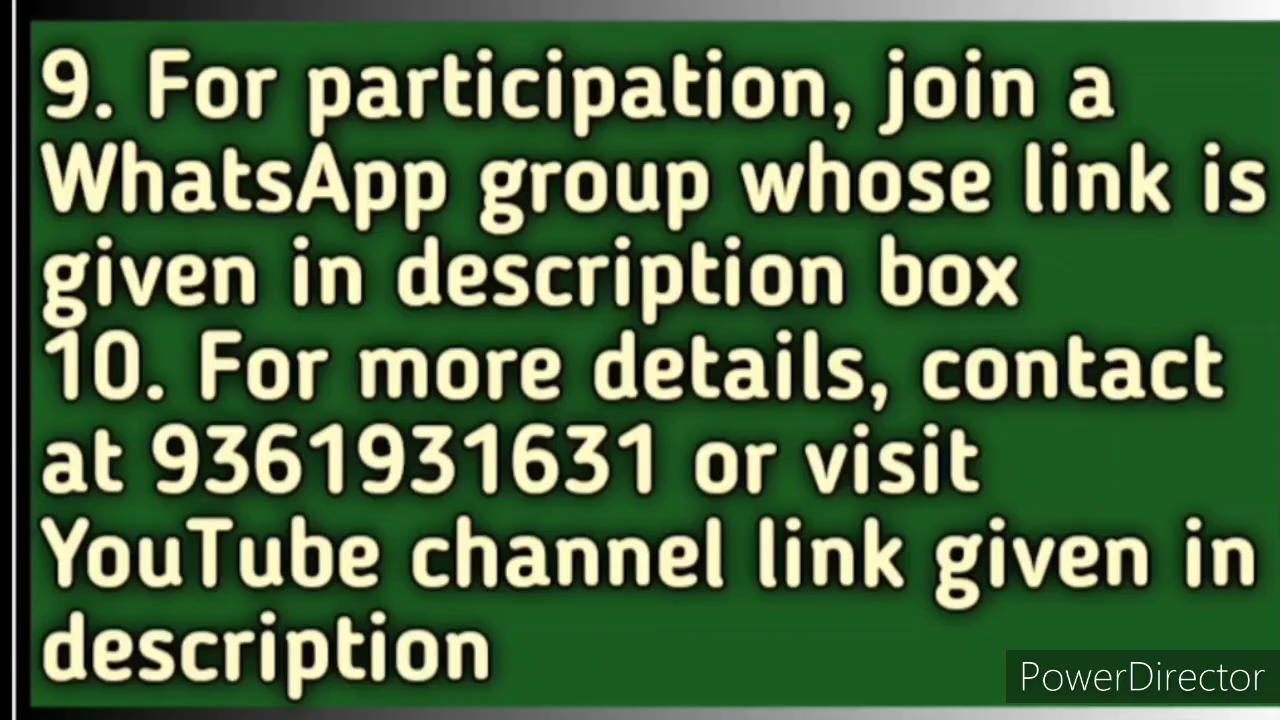 9. For participation, join a
WhatsApp group whose link is
given in description box
10. For more details, contact
at 9361931631 or visit
YouTube channel link given in
description
PowerDirector